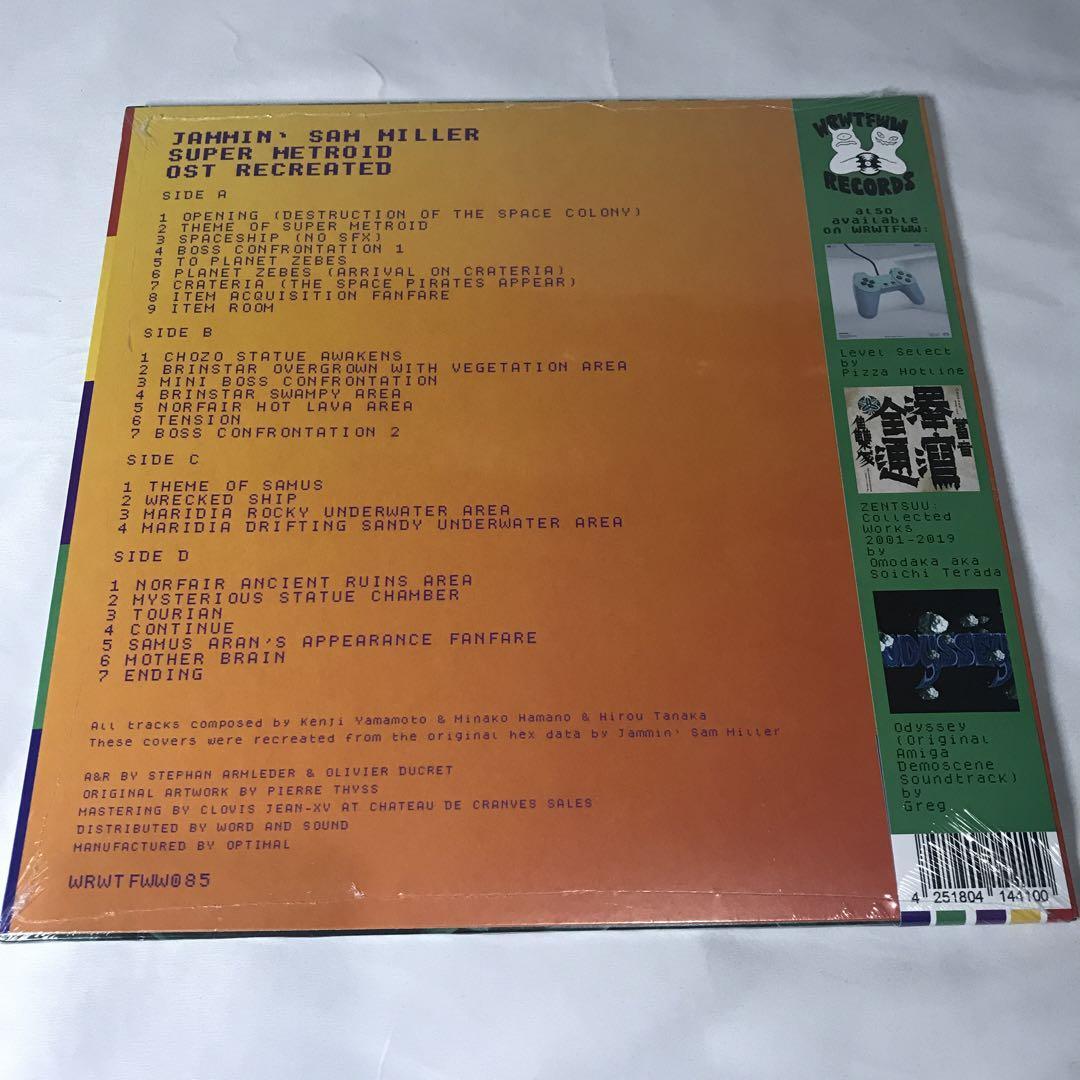 JAMMIN' SAM MILLER
SUPER METROID
OST RECREATED
SIDE A
1 OPENING (DESTRUCTION OF THE SPACE COLONY)
2 THEME OF SUPER METROID
3 SPACESHIP (NO SFX)
4 BOSS CONFRONTATION 1
5 TO PLANET ZEBES
6 PLANET ZEBES (ARRIVAL ON CRATERIA)
7 CRATERIA (THE SPACE PIRATES APPEAR)
8 ITEM ACQUISITION FANFARE
9 ITEM ROOM
SIDE B
1 CHOZO STATUE AWAKENS
2 BRINSTAR OVERGROWN WITH VEGETATION AREA
3 MINI BOSS CONFRONTATION
4 BRINSTAR SWAMPY AREA
5 NORFAIR HOT LAVA AREA
6 TENSION
7 BOSS CONFRONTATION 2
SIDE C
1 THEME OF SAMUS
2 WRECKED SHIP
3 MARIDIA ROCKY UNDERWATER AREA
4 MARIDIA DRIFTING SANDY UNDERWATER AREA
SIDE D
1 NORFAIR ANCIENT RUINS AREA
2 MYSTERIOUS STATUE CHAMBER
3 TOURIAN
4 CONTINUE
5 SAMUS ARAN'S APPEARANCE FANFARE
6 MOTHER BRAIN
7 ENDING
All tracks composed by Kenji Yamamoto & Minako Hamano & Hirou Tanaka
These covers were recreated from the original hex data by Jammin' Sam Miller
A&R BY STEPHAN ARMLEDER & OLIVIER DUCRET
ORIGINAL ARTWORK BY PIERRE THYSS
MASTERING BY CLOVIS JEAN-XV AT CHATEAU DE CRANVES SALES
DISTRIBUTED BY WORD AND SOUND
MANUFACTURED BY OPTIMAL
WRWTFWW085
WRWTFWW
RECORDS
also
available
on WRWTFWW:
Level Select
by
Pizza Hotline
ZENTSUU:
Collected
Works
2001-2019
by
Omodaka aka
Soichi Terada
ODYSSEY
Odyssey
(Original
Amiga
Demoscene
Soundtrack)
by
Greg
4 251804 144100